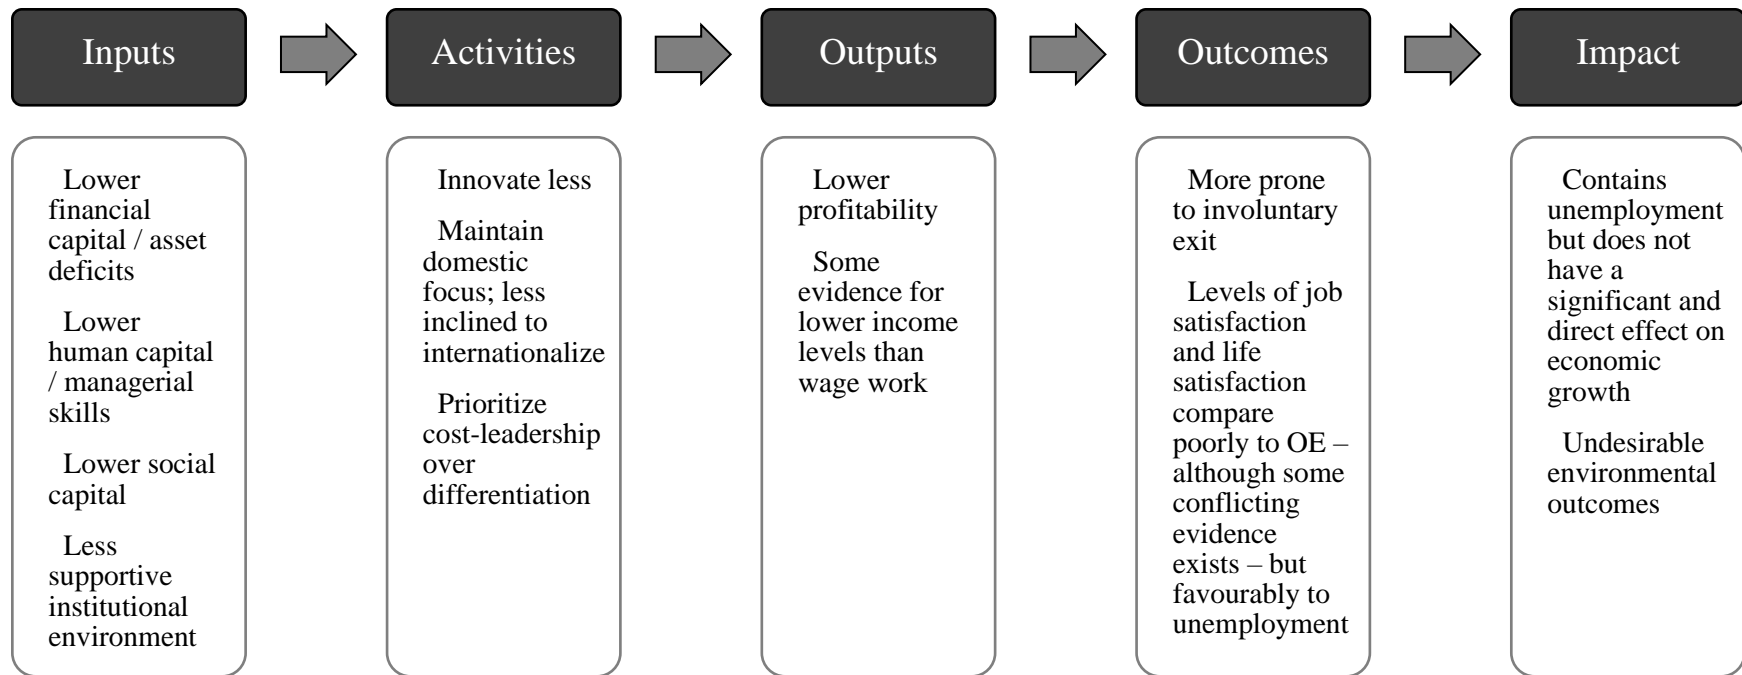 Inputs
Activities
Outputs
Outcomes
Impact
Lower
financial
capital / asset
deficits
Lower
human capital
/ managerial
skills
Lower social
capital
Less
supportive
institutional
environment
Innovate less
Maintain
domestic
focus; less
inclined to
internationalize
Prioritize
cost-leadership
over
differentiation
Lower
profitability
Some
evidence for
lower income
levels than
wage work
More prone
to involuntary
exit
Levels of job
satisfaction
and life
satisfaction
compare
poorly to OE –
although some
conflicting
evidence
exists – but
favourably to
unemployment
Contains
unemployment
but does not
have a
significant and
direct effect on
economic
growth
Undesirable
environmental
outcomes